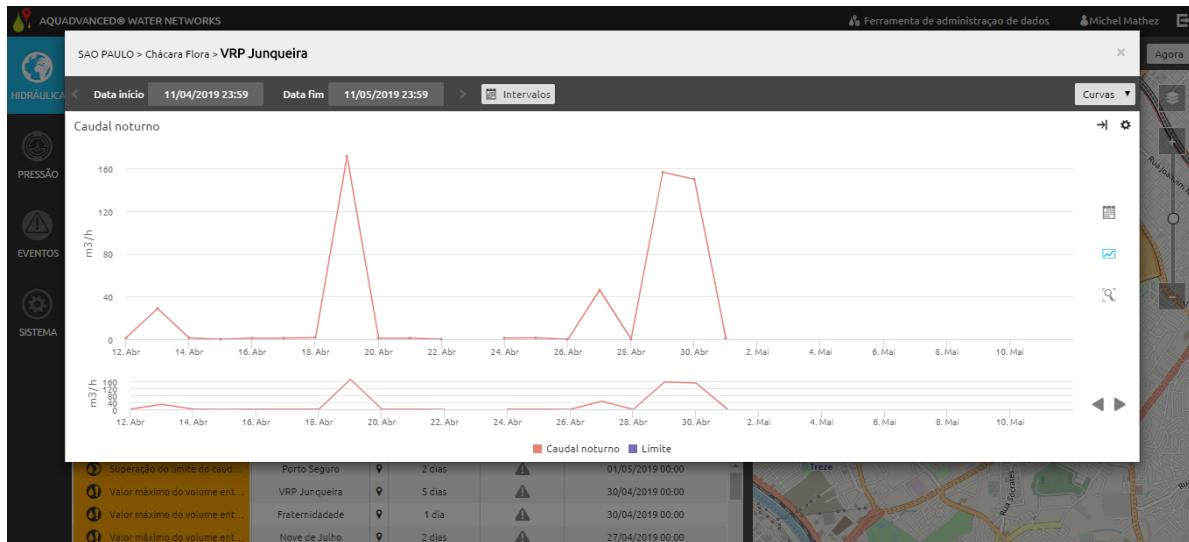 AQUADVANCED® WATER NETWORKS
Ferramenta de administraçao de dados
Michel Mathez
SAO PAULO > Chácara Flora > VRP Junqueira
×
Agora
HIDRÁULICA
Data início 11/04/2019 23:59 Data fim 11/05/2019 23:59 Intervalos Curvas
Caudal noturno
PRESSÃO
EVENTOS
SISTEMA
m3/h
160
120
80
40
0
12. Abr 14. Abr 16. Abr 18. Abr 20. Abr 22. Abr 24. Abr 26. Abr 28. Abr 30. Abr 2. Mai 4. Mai 6. Mai 8. Mai 10. Mai
m3/h
160
120
80
40
0
12. Abr 14. Abr 16. Abr 18. Abr 20. Abr 22. Abr 24. Abr 26. Abr 28. Abr 30. Abr 2. Mai 4. Mai 6. Mai 8. Mai 10. Mai
Caudal noturno Limite
Superação do limite do caud... Porto Seguro 2 dias 01/05/2019 00:00
Valor máximo do volume ent... VRP Junqueira 5 dias 30/04/2019 00:00
Valor máximo do volume ent... Fraternidadade 1 dia 30/04/2019 00:00
Valor máximo do volume ent... Nove de Julho 2 dias 27/04/2019 00:00
Treze
Rua Sócrates